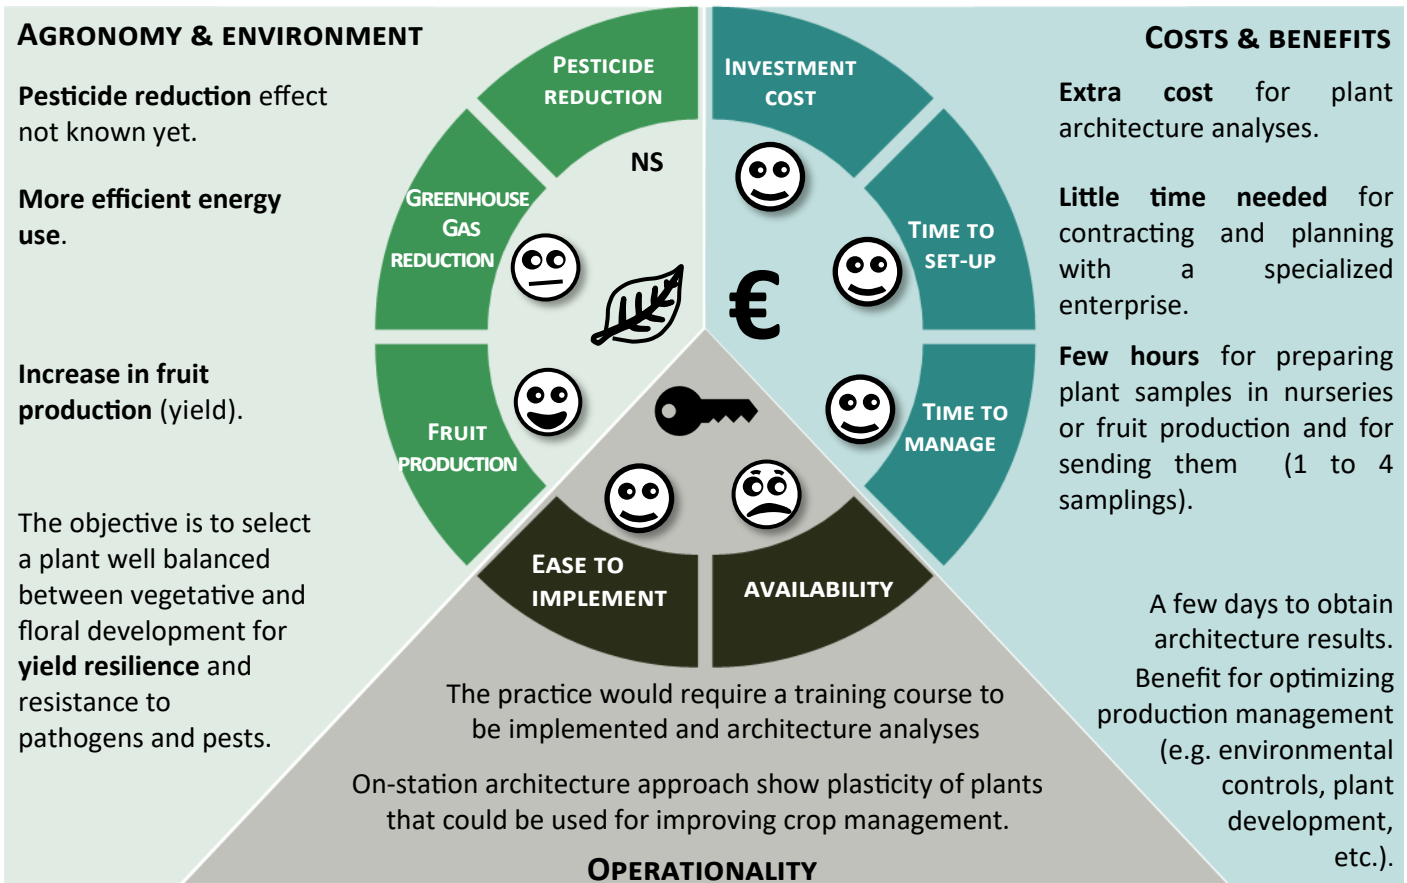 AGRONOMY & ENVIRONMENT
Pesticide reduction effect
not known yet.
More efficient energy
use.
Increase in fruit
production (yield).
The objective is to select
a plant well balanced
between vegetative and
floral development for
yield resilience and
resistance to
pathogens and pests.
PESTICIDE
REDUCTION
NS
GREENHOUSE
GAS
REDUCTION
FRUIT
PRODUCTION
INVESTMENT
COST
TIME TO
SET-UP
€
TIME TO
MANAGE
EASE TO
IMPLEMENT
AVAILABILITY
COSTS & BENEFITS
Extra cost for plant
architecture analyses.
Little time needed for
contracting and planning
with a specialized
enterprise.
Few hours for preparing
plant samples in nurseries
or fruit production and for
sending them (1 to 4
samplings).
A few days to obtain
architecture results.
Benefit for optimizing
production management
(e.g. environmental
controls, plant
development,
etc.).
The practice would require a training course to
be implemented and architecture analyses
On-station architecture approach show plasticity of plants
that could be used for improving crop management.
OPERATIONALITY